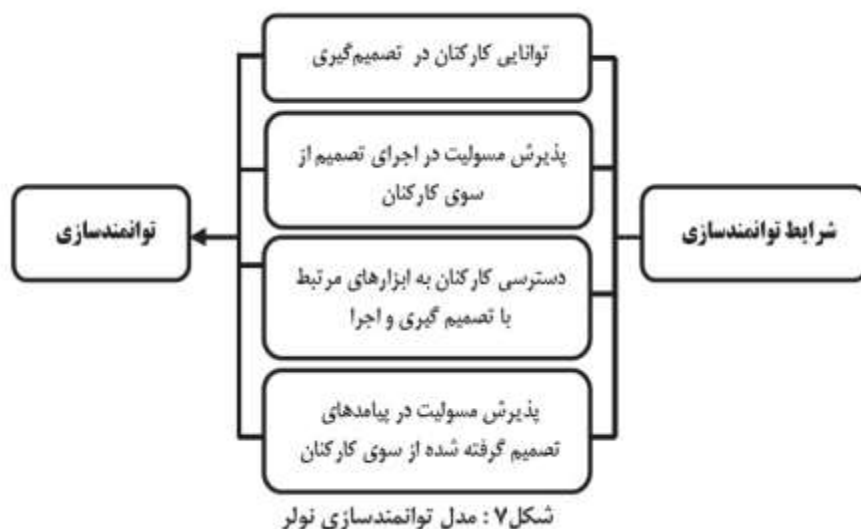 توانایی کارکنان در تصمیم‌گیری
پذیرش مسولیت در اجرای تصمیم از
سوی کارکنان
شرایط توانمندسازی
توانمندسازی
دسترسی کارکنان به ابزارهای مرتبط
با تصمیم گیری و اجرا
پذیرش مسولیت در پیامدهای
تصمیم گرفته شده از سوی کارکنان
شکل۷ : مدل توانمندسازی نولر